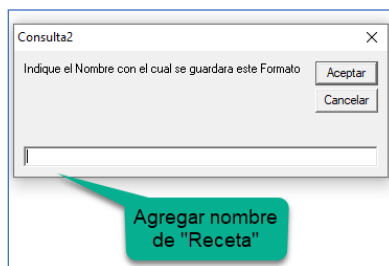 Consulta2
Indique el Nombre con el cual se guardara este Formato
Aceptar
Cancelar
Agregar nombre
de "Receta"